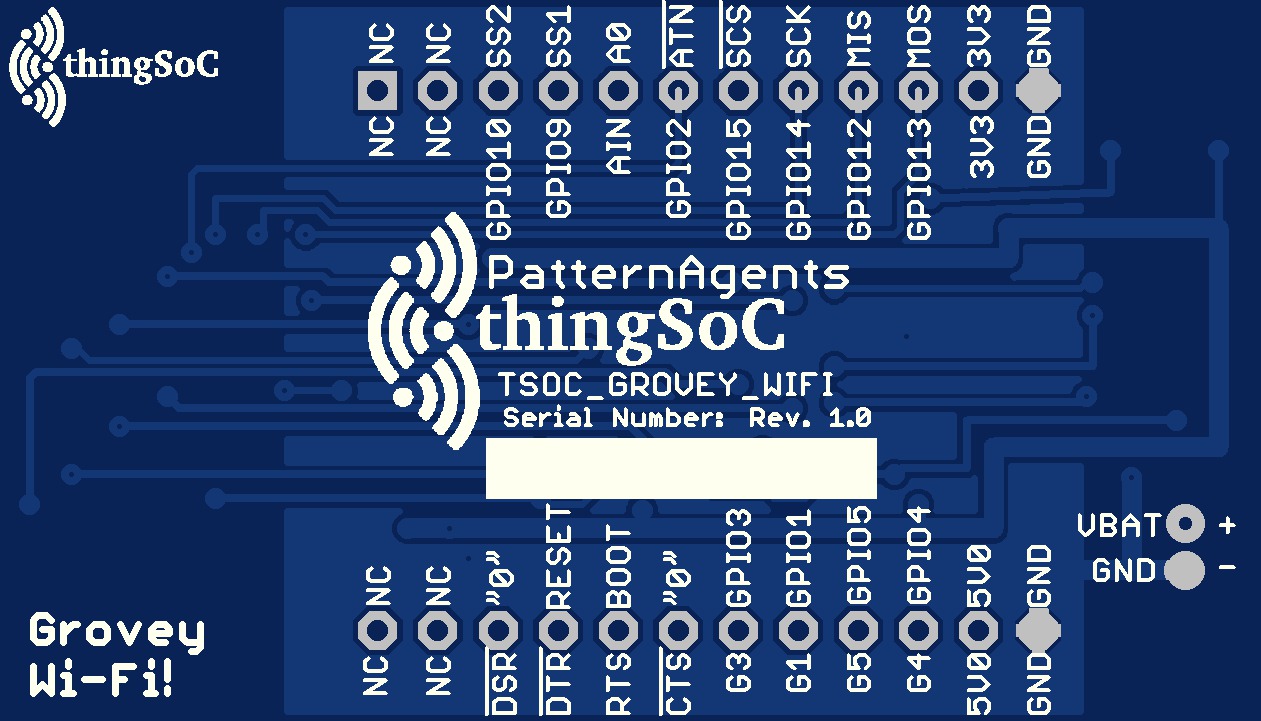 thingSoC
NC NC SS2 SS1 A0 ATN SCS SCK MIS MOS 3V3 GND
NC NC GPIO10 GPIO9 AIN GPIO2 GPIO15 GPIO14 GPIO12 GPIO13 3V3 GND
PatternAgents
thingSoC
TSOC_GROVEY_WIFI
Serial Number: Rev. 1.0
VBAT +
GND -
NC NC "0" RESET BOOT "0" GPIO3 GPIO1 GPIO5 GPIO4 5V0 GND
NC NC DSR DTR RTS CTS G3 G1 G5 G4 5V0 GND
Grovey
Wi-Fi!